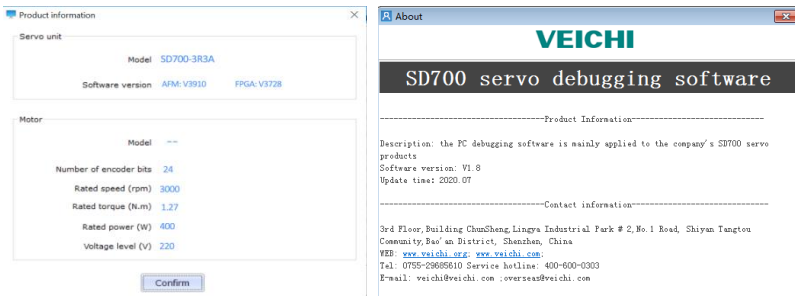 Product information
Servo unit
Model SD700-3R3A
Software version AFM: V3910 FPGA: V3728
Motor
Model --
Number of encoder bits 24
Rated speed (rpm) 3000
Rated torque (N.m) 1.27
Rated power (W) 400
Voltage level (V) 220
Confirm
About
VEICHI
SD700 servo debugging software
------------------------------------Product Information-----------------------------
Description: the PC debugging software is mainly applied to the company's SD700 servo
products
Software version: V1.8
Update time: 2020.07
------------------------------------Contact information------------------------------
3rd Floor,Building ChunSheng,Lingya Industrial Park # 2,No.1 Road, Shiyan Tangtou
Community,Bao'an District, Shenzhen, China
WEB: www.veichi.org; www.veichi.com;
Tel: 0755-29685610 Service hotline: 400-600-0303
E-mail: veichi@veichi.com ;overseas@veichi.com